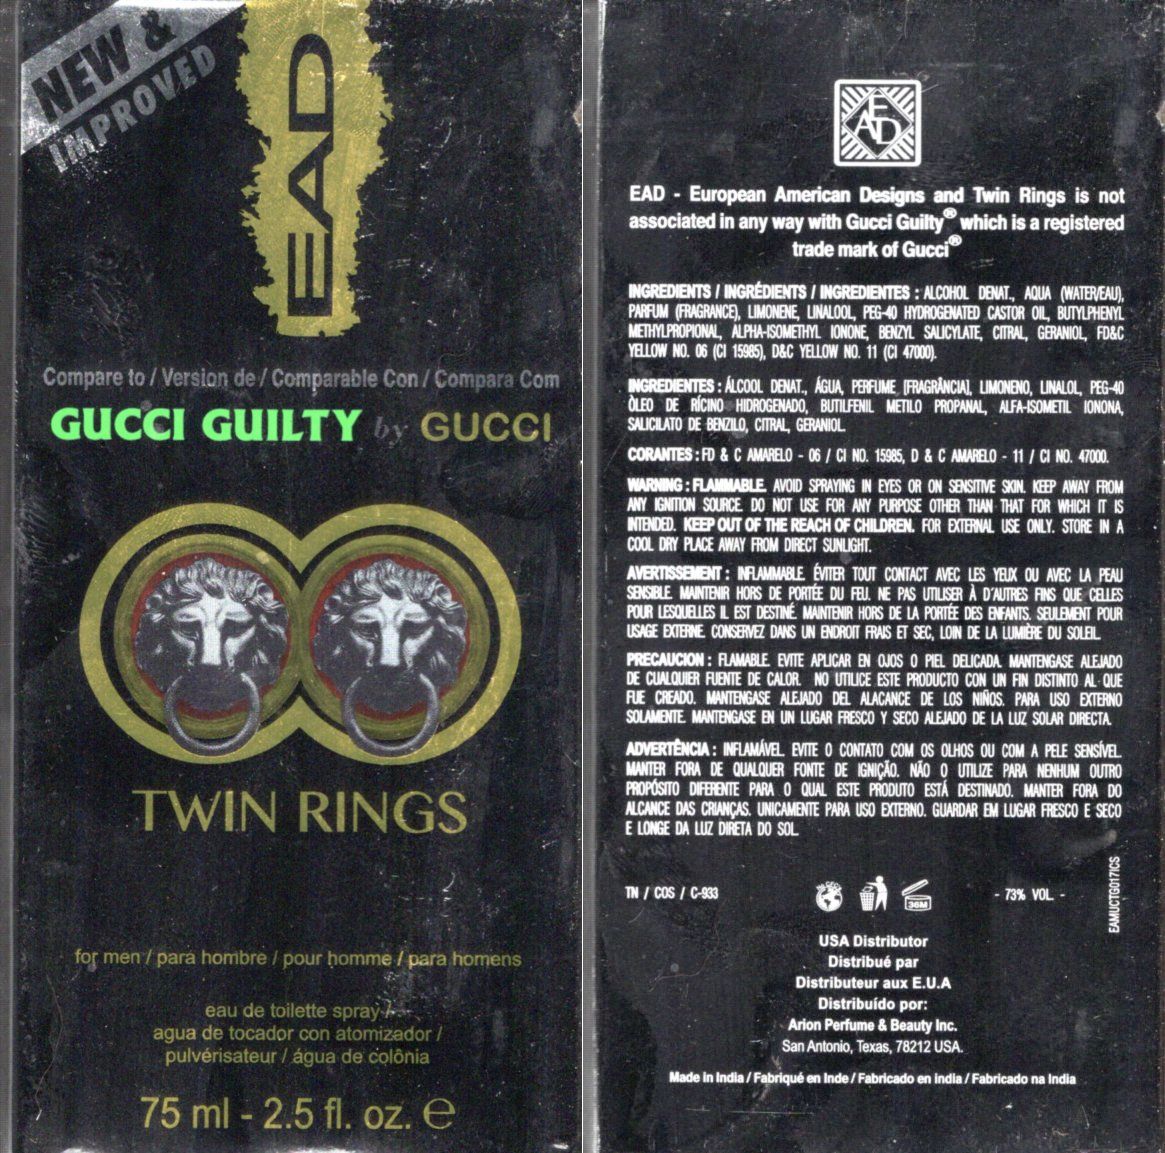 NEW &
IMPROVED
EAD
Compare to / Version de / Comparable Con / Compara Com
GUCCI GUILTY by GUCCI
TWIN RINGS
for men / para hombre / pour homme / para homens
eau de toilette spray /
agua de tocador con atomizador /
pulvérisateur / água de colônia
75 ml - 2.5 fl. oz. ℮
EAD
EAD - European American Designs and Twin Rings is not
associated in any way with Gucci Guilty® which is a registered
trade mark of Gucci®
INGREDIENTS / INGRÉDIENTS / INGREDIENTES : ALCOHOL DENAT., AQUA (WATER/EAU),
PARFUM (FRAGRANCE), LIMONENE, LINALOOL, PEG-40 HYDROGENATED CASTOR OIL, BUTYLPHENYL
METHYLPROPIONAL, ALPHA-ISOMETHYL IONONE, BENZYL SALICYLATE, CITRAL, GERANIOL, FD&C
YELLOW NO. 06 (CI 15985), D&C YELLOW NO. 11 (CI 47000).
INGREDIENTES : ÁLCOOL DENAT., ÁGUA, PERFUME [FRAGRÂNCIA], LIMONENO, LINALOL, PEG-40
ÒLEO DE RÍCINO HIDROGENADO, BUTILFENIL METILO PROPANAL, ALFA-ISOMETIL IONONA,
SALICILATO DE BENZILO, CITRAL, GERANIOL.
CORANTES : FD & C AMARELO - 06 / CI NO. 15985, D & C AMARELO - 11 / CI NO. 47000.
WARNING : FLAMMABLE. AVOID SPRAYING IN EYES OR ON SENSITIVE SKIN. KEEP AWAY FROM
ANY IGNITION SOURCE. DO NOT USE FOR ANY PURPOSE OTHER THAN THAT FOR WHICH IT IS
INTENDED. KEEP OUT OF THE REACH OF CHILDREN. FOR EXTERNAL USE ONLY. STORE IN A
COOL DRY PLACE AWAY FROM DIRECT SUNLIGHT.
AVERTISSEMENT : INFLAMMABLE. ÉVITER TOUT CONTACT AVEC LES YEUX OU AVEC LA PEAU
SENSIBLE. MAINTENIR HORS DE PORTÉE DU FEU. NE PAS UTILISER À D'AUTRES FINS QUE CELLES
POUR LESQUELLES IL EST DESTINÉ. MAINTENIR HORS DE LA PORTÉE DES ENFANTS. SEULEMENT POUR
USAGE EXTERNE. CONSERVEZ DANS UN ENDROIT FRAIS ET SEC, LOIN DE LA LUMIÈRE DU SOLEIL.
PRECAUCION : FLAMABLE. EVITE APLICAR EN OJOS O PIEL DELICADA. MANTENGASE ALEJADO
DE CUALQUIER FUENTE DE CALOR. NO UTILICE ESTE PRODUCTO CON UN FIN DISTINTO AL QUE
FUE CREADO. MANTENGASE ALEJADO DEL ALACANCE DE LOS NIÑOS. PARA USO EXTERNO
SOLAMENTE. MANTENGASE EN UN LUGAR FRESCO Y SECO ALEJADO DE LA LUZ SOLAR DIRECTA.
ADVERTÊNCIA : INFLAMÁVEL. EVITE O CONTATO COM OS OLHOS OU COM A PELE SENSÍVEL.
MANTER FORA DE QUALQUER FONTE DE IGNIÇÃO. NÃO O UTILIZE PARA NENHUM OUTRO
PROPÓSITO DIFERENTE PARA O QUAL ESTE PRODUTO ESTÁ DESTINADO. MANTER FORA DO
ALCANCE DAS CRIANÇAS. UNICAMENTE PARA USO EXTERNO. GUARDAR EM LUGAR FRESCO E SECO
E LONGE DA LUZ DIRETA DO SOL.
TN / COS / C-933
36M
- 73% VOL. -
EAMUCTG017ICS
USA Distributor
Distribué par
Distributeur aux E.U.A
Distribuído por:
Arion Perfume & Beauty Inc.
San Antonio, Texas, 78212 USA.
Made in India / Fabriqué en Inde / Fabricado en india / Fabricado na India